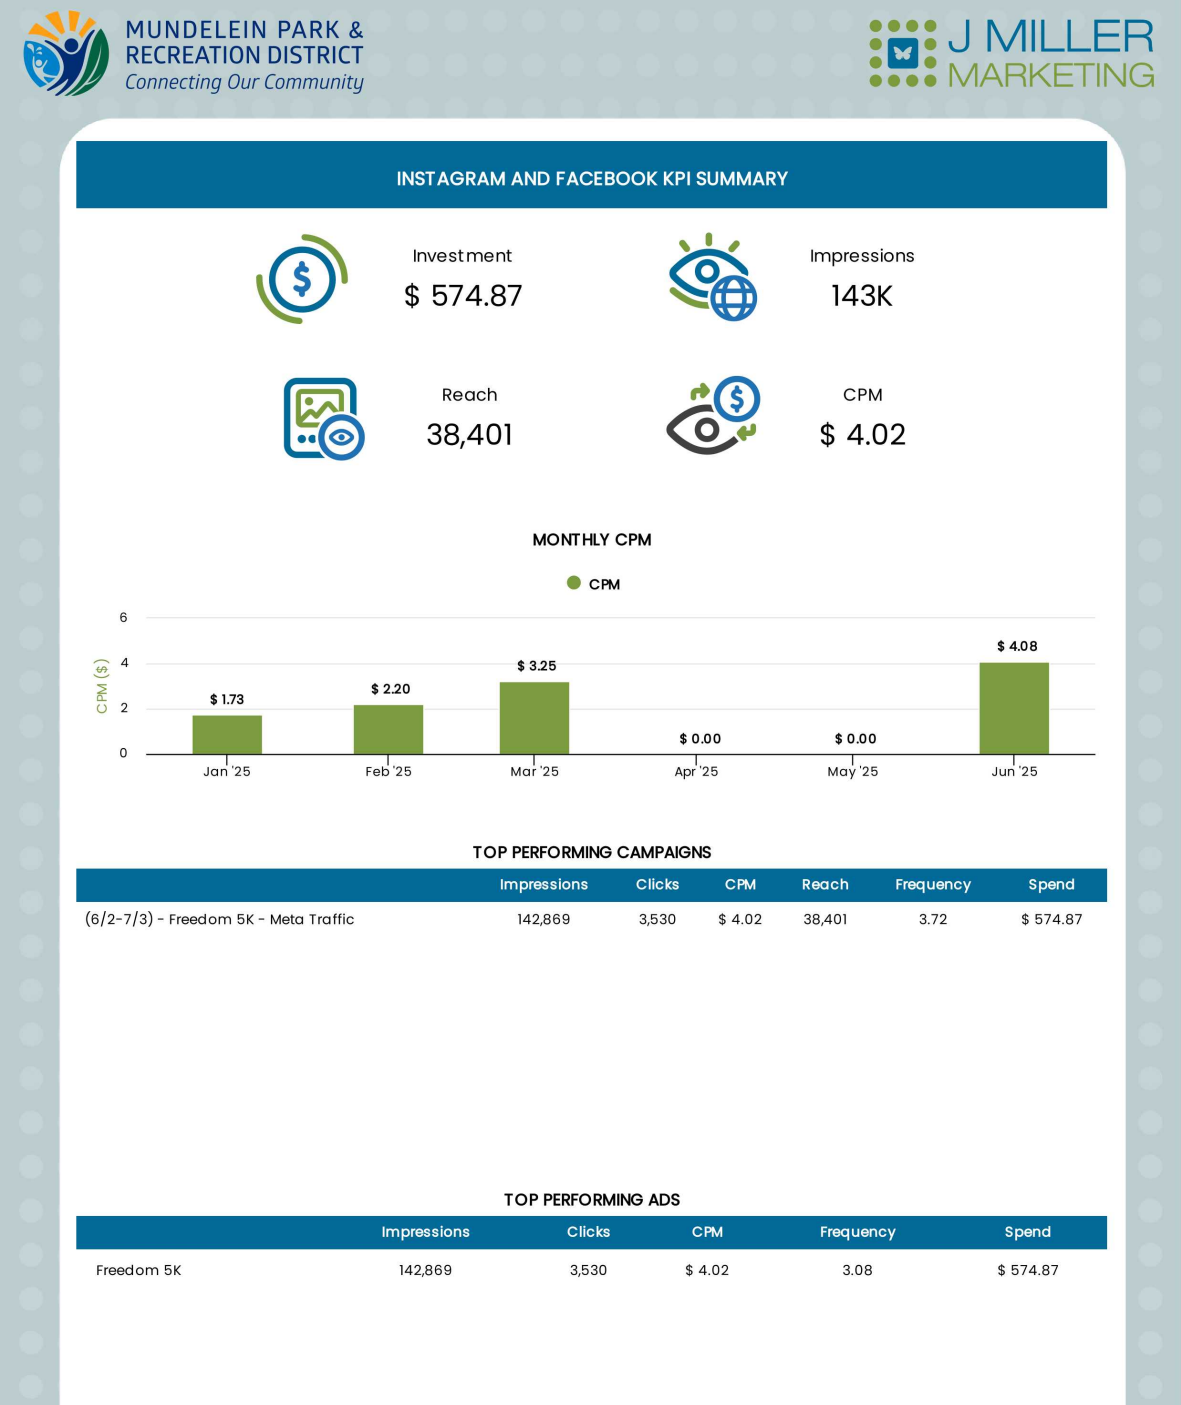 MUNDELEIN PARK &
RECREATION DISTRICT
Connecting Our Community
J MILLER
MARKETING
INSTAGRAM AND FACEBOOK KPI SUMMARY
Investment
$ 574.87
Impressions
143K
Reach
38,401
CPM
$ 4.02
MONTHLY CPM
CPM
CPM ($)
6
4
2
0
$ 1.73
$ 2.20
$ 3.25
$ 0.00
$ 0.00
$ 4.08
Jan '25
Feb '25
Mar '25
Apr '25
May '25
Jun '25
TOP PERFORMING CAMPAIGNS
Impressions Clicks CPM Reach Frequency Spend
(6/2-7/3) - Freedom 5K - Meta Traffic 142,869 3,530 $ 4.02 38,401 3.72 $ 574.87
TOP PERFORMING ADS
Impressions Clicks CPM Frequency Spend
Freedom 5K 142,869 3,530 $ 4.02 3.08 $ 574.87